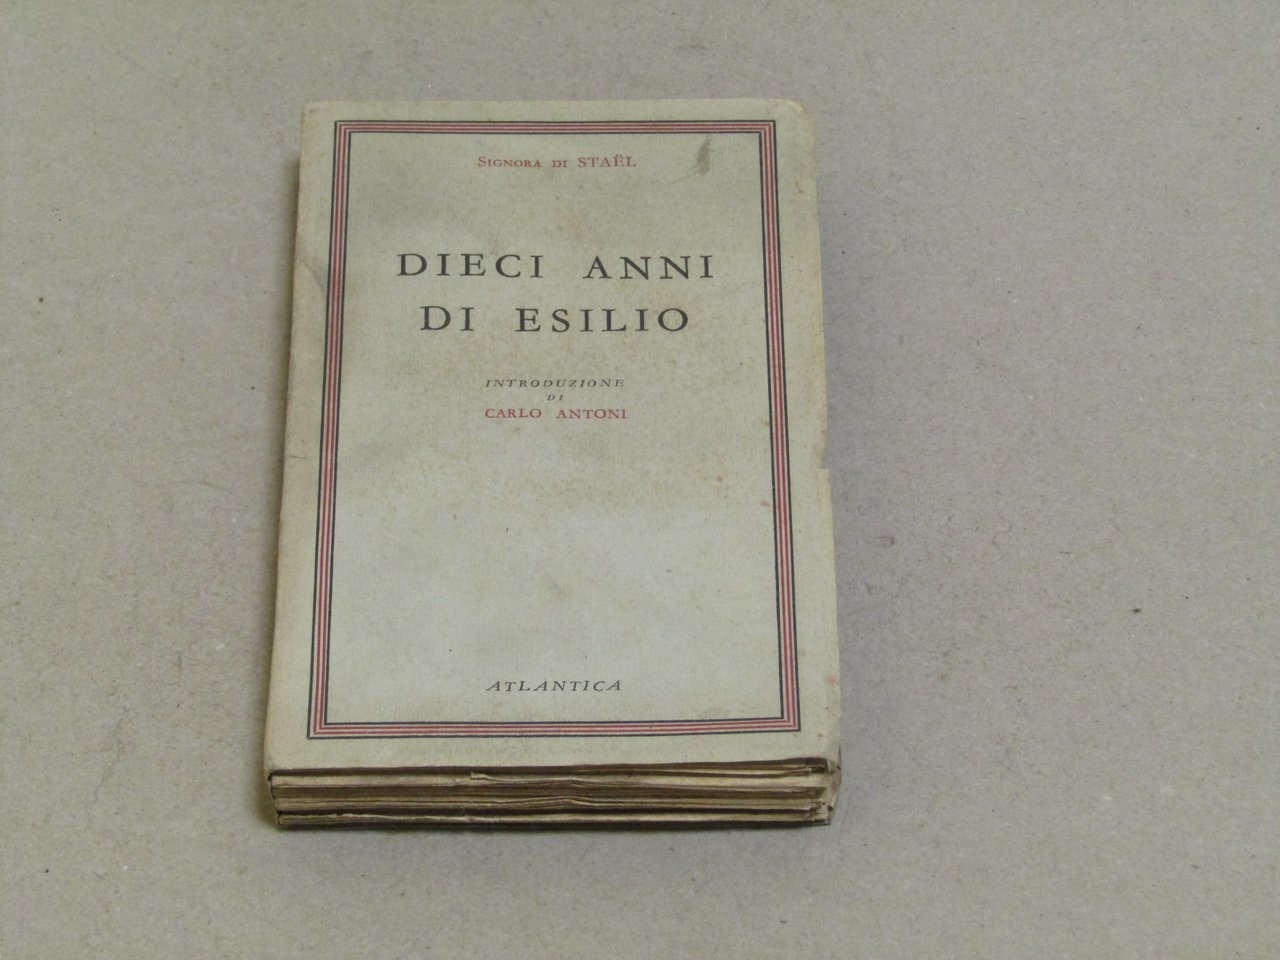 Signora di STAËL
DIECI ANNI
DI ESILIO
INTRODUZIONE
DI
CARLO ANTONI
ATLANTICA